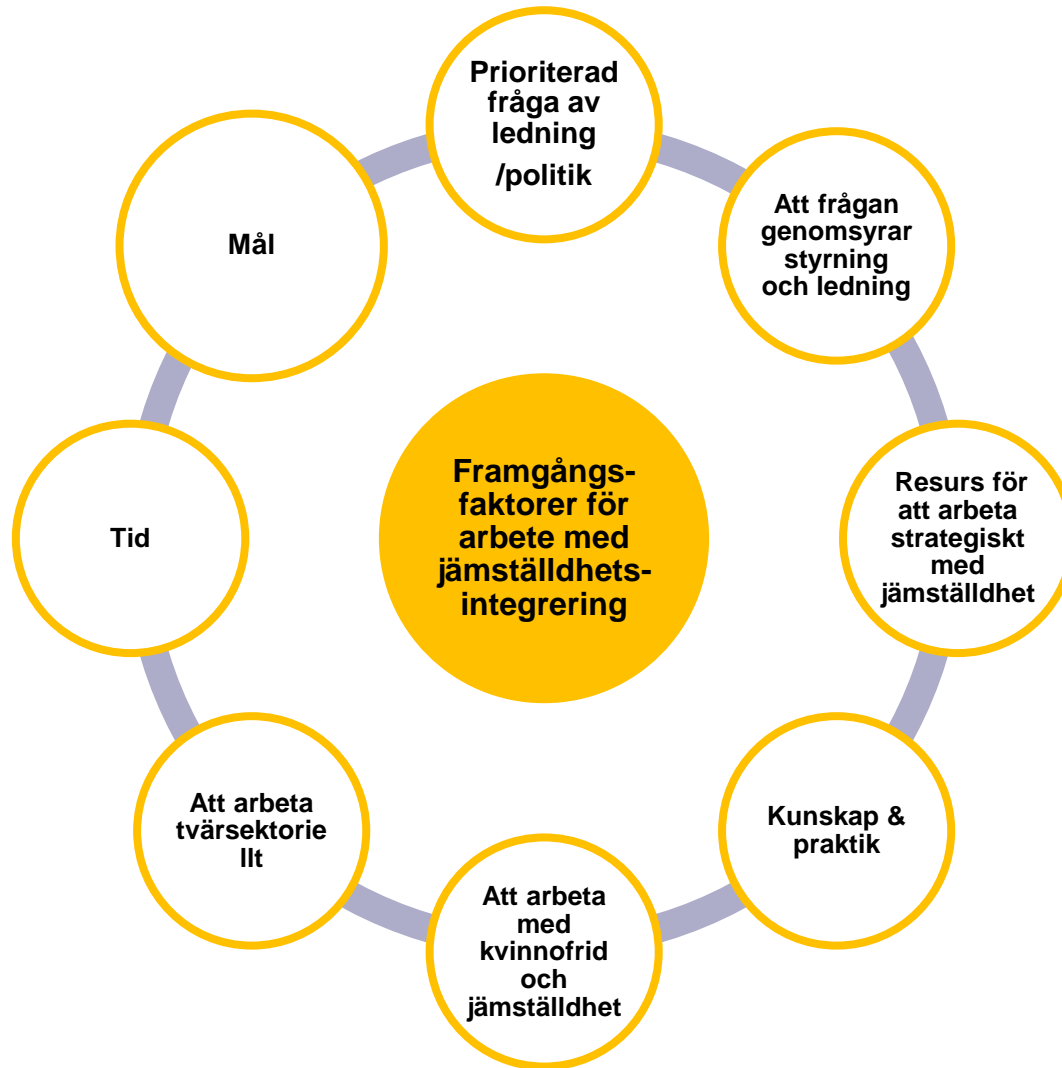 Prioriterad
fråga av
ledning
/politik
Att frågan
genomsyrar
styrning
och ledning
Resurs för
att arbeta
strategiskt
med
jämställdhet
Kunskap &
praktik
Att arbeta
med
kvinnofrid
och
jämställdhet
Att arbeta
tvärsektorie
llt
Tid
Mål
Framgångs-
faktorer för
arbete med
jämställdhets-
integrering